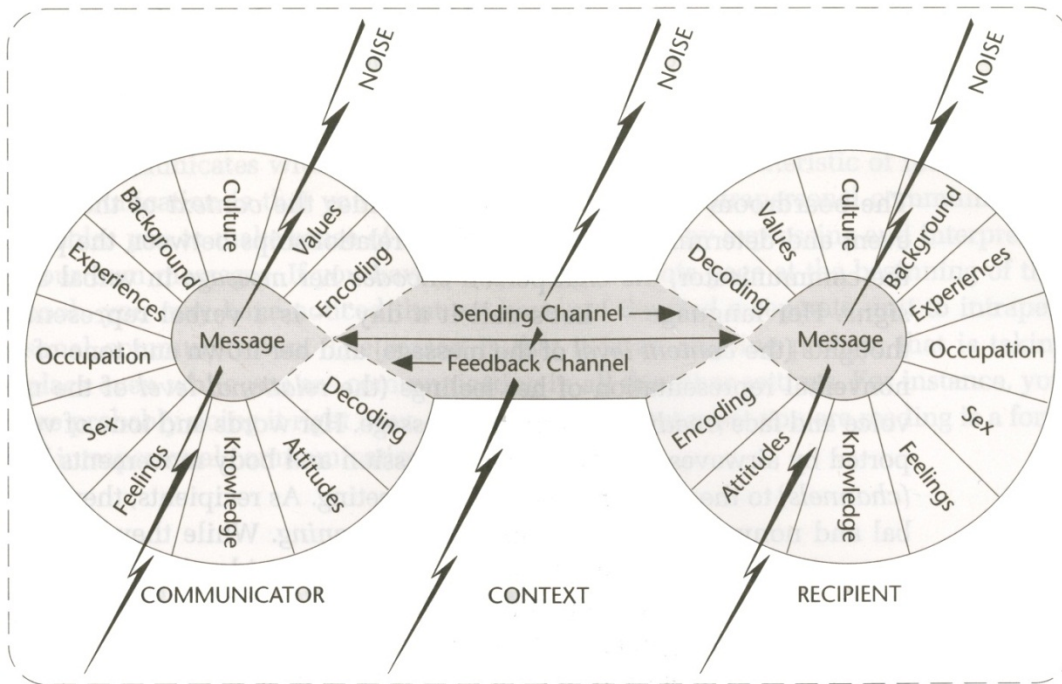 NOISE
NOISE
NOISE
Background
Culture
Values
Experiences
Encoding
Occupation
Message
Sex
Decoding
Feelings
Knowledge
Attitudes
Sending Channel
Feedback Channel
Values
Culture
Background
Decoding
Experiences
Message
Occupation
Encoding
Sex
Attitudes
Knowledge
Feelings
COMMUNICATOR
CONTEXT
RECIPIENT